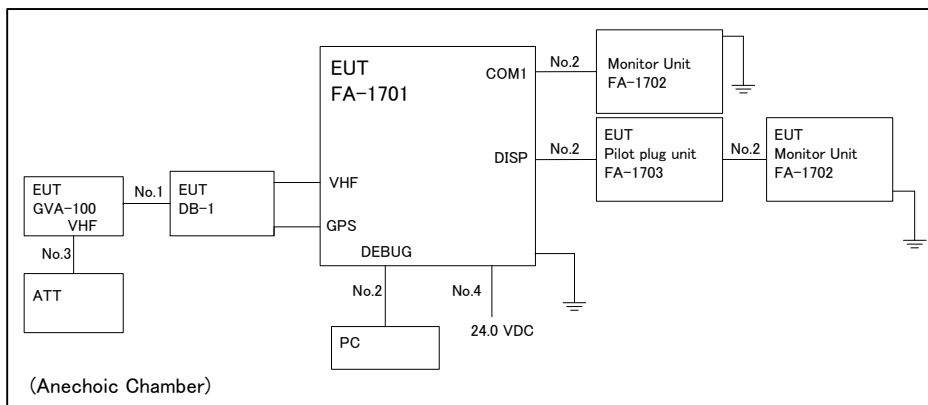 EUT
FA-1701
COM1
DISP
VHF
GPS
DEBUG
No.2
Monitor Unit
FA-1702
No.2
EUT
Pilot plug unit
FA-1703
No.2
EUT
Monitor Unit
FA-1702
EUT
GVA-100
VHF
No.1
EUT
DB-1
No.3
ATT
No.2
No.4
24.0 VDC
PC
(Anechoic Chamber)